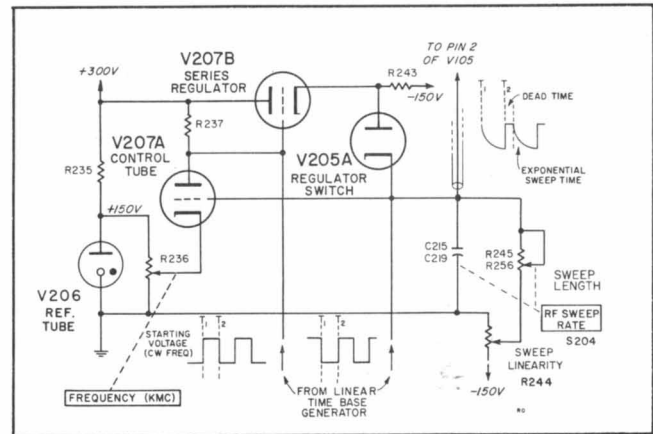 V207B
SERIES
REGULATOR
TO PIN 2
OF V105
+300V
R243
-150V
T1 T2
DEAD TIME
EXPONENTIAL
SWEEP TIME
R237
V207A
CONTROL
TUBE
V205A
REGULATOR
SWITCH
R235
+150V
R236
C215
C219
R245
R256
SWEEP
LENGTH
V206
REF.
TUBE
STARTING
VOLTAGE
(CW FREQ)
T1 T2
T1 T2
RF SWEEP
RATE
S204
SWEEP
LINEARITY
R244
-150V
FREQUENCY (KMC)
FROM LINEAR
TIME BASE
GENERATOR